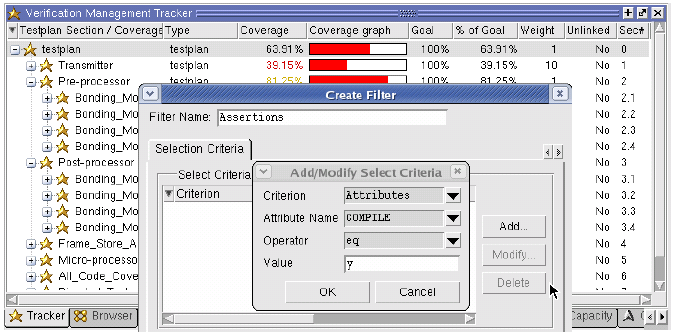 Verification Management Tracker
Testplan Section / Coverage Type Coverage Coverage graph Goal % of Goal Weight Unlinked Sec#
testplan testplan 63.91% 100% 63.91% 1 No 0
Transmitter testplan 39.15% 100% 39.15% 10 No 1
Pre-processor testplan 81.25% 100% 81.25% 1 No 2
Bonding_Mo No 2.1
Bonding_Mo No 2.2
Bonding_Mo No 2.3
Bonding_Mo No 2.4
Post-processor No 3
Bonding_Mo No 3.1
Bonding_Mo No 3.2
Bonding_Mo No 3.3
Bonding_Mo No 3.4
Frame_Store_A No 4
Micro-processo No 5
All_Code_Cove No 6
No 7
Create Filter
Filter Name: Assertions
Selection Criteria
Select Criteria
Criterion
Add...
Modify...
Delete
Add/Modify Select Criteria
Criterion Attributes
Attribute Name COMPILE
Operator eq
Value y
OK Cancel
Tracker Browser Capacity